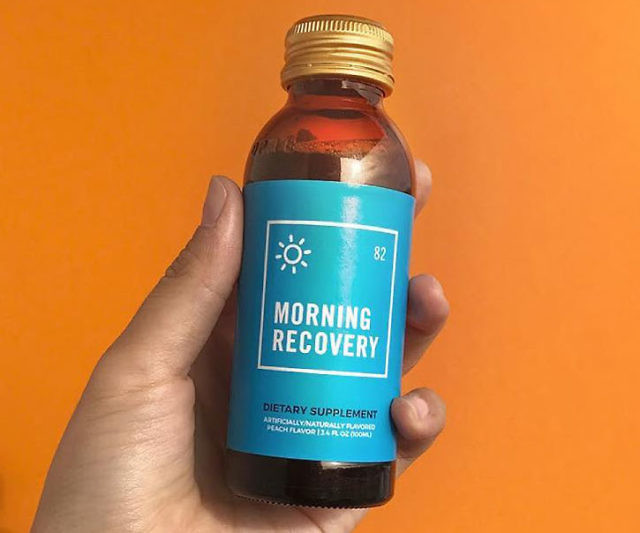 82
MORNING
RECOVERY
DIETARY SUPPLEMENT
ARTIFICIALLY/NATURALLY FLAVORED
PEACH FLAVOR | 3.4 FL OZ (100ML)